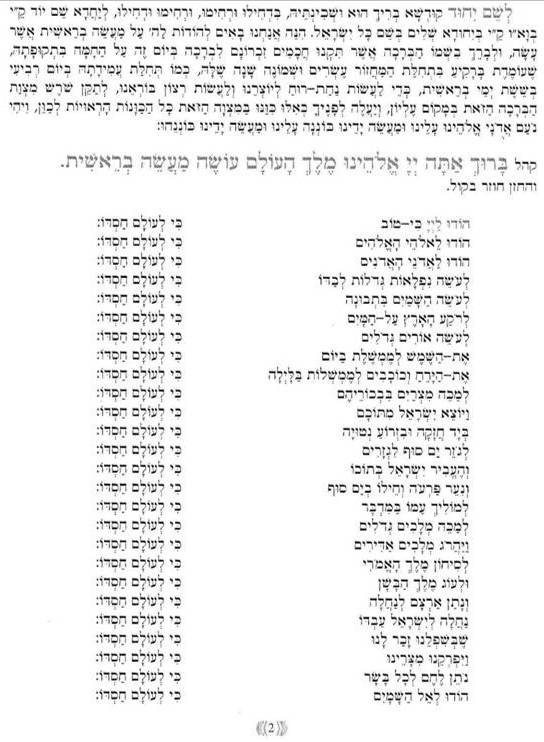 לְשֵׁם יִחוּד קוּדְשָׁא בְּרִיךְ הוּא וּשְׁכִינְתֵּיהּ, בִּדְחִילוּ וּרְחִימוּ, וּרְחִימוּ וּדְחִילוּ, לְיַחֲדָא שֵׁם יוֹד קֵ״י
בְּוָא״ו קֵ״י בְּיִחוּדָא שְׁלִים בְּשֵׁם כָּל יִשְׂרָאֵל. הִנֵּה אֲנַחְנוּ בָּאִים לְהוֹדוֹת לַה׳ עַל מַעֲשֵׂה בְרֵאשִׁית אֲשֶׁר
עָשָׂה, וּלְבָרֵךְ בִּשְׁמוֹ הַבְּרָכָה אֲשֶׁר תִּקְּנוּ חֲכָמִים זִכְרוֹנָם לִבְרָכָה בְּיוֹם זֶה עַל הַחַמָּה בִּתְקוּפָתָהּ,
שֶׁעוֹמֶדֶת בָּרָקִיעַ בִּתְחִלַּת הַמַּחֲזוֹר עֶשְׂרִים וּשְׁמוֹנֶה שָׁנָה שֶׁלָּהּ, כְּמוֹ תְּחִלַּת עֲמִידָתָהּ בְּיוֹם רְבִיעִי
בְּשֵׁשֶׁת יְמֵי בְרֵאשִׁית, כְּדֵי לַעֲשׂוֹת נַחַת–רוּחַ לְיוֹצְרֵנוּ וְלַעֲשׂוֹת רְצוֹן בּוֹרְאֵנוּ, לְתַקֵּן שֹׁרֶשׁ מִצְוַת
הַבְּרָכָה הַזֹּאת בְּמָקוֹם עֶלְיוֹן, וְיַעֲלֶה לְפָנֶיךָ כְּאִלּוּ כִּוַּנּוּ בַּמִּצְוָה הַזֹּאת כָּל הַכַּוָּנוֹת הָרְאוּיוֹת לְכַוֵּן, וִיהִי
נֹעַם אֲדֹנָי אֱלֹהֵינוּ עָלֵינוּ וּמַעֲשֵׂה יָדֵינוּ כּוֹנְנָה עָלֵינוּ וּמַעֲשֵׂה יָדֵינוּ כּוֹנְנֵהוּ:
קהל בָּרוּךְ אַתָּה יְיָ אֱלֹהֵינוּ מֶלֶךְ הָעוֹלָם עוֹשֶׂה מַעֲשֵׂה בְרֵאשִׁית.
והחזן חוזר בקול.
הוֹדוּ לַיְיָ כִּי–טוֹב כִּי לְעוֹלָם חַסְדּוֹ:
הוֹדוּ לֵאלֹהֵי הָאֱלֹהִים כִּי לְעוֹלָם חַסְדּוֹ:
הוֹדוּ לַאֲדֹנֵי הָאֲדֹנִים כִּי לְעוֹלָם חַסְדּוֹ:
לְעֹשֵׂה נִפְלָאוֹת גְּדֹלוֹת לְבַדּוֹ כִּי לְעוֹלָם חַסְדּוֹ:
לְעֹשֵׂה הַשָּׁמַיִם בִּתְבוּנָה כִּי לְעוֹלָם חַסְדּוֹ:
לְרֹקַע הָאָרֶץ עַל–הַמָּיִם כִּי לְעוֹלָם חַסְדּוֹ:
לְעֹשֵׂה אוֹרִים גְּדֹלִים כִּי לְעוֹלָם חַסְדּוֹ:
אֶת–הַשֶּׁמֶשׁ לְמֶמְשֶׁלֶת בַּיּוֹם כִּי לְעוֹלָם חַסְדּוֹ:
אֶת–הַיָּרֵחַ וְכוֹכָבִים לְמֶמְשְׁלוֹת בַּלָּיְלָה כִּי לְעוֹלָם חַסְדּוֹ:
לְמַכֵּה מִצְרַיִם בִּבְכוֹרֵיהֶם כִּי לְעוֹלָם חַסְדּוֹ:
וַיּוֹצֵא יִשְׂרָאֵל מִתּוֹכָם כִּי לְעוֹלָם חַסְדּוֹ:
בְּיָד חֲזָקָה וּבִזְרוֹעַ נְטוּיָה כִּי לְעוֹלָם חַסְדּוֹ:
לְגֹזֵר יַם סוּף לִגְזָרִים כִּי לְעוֹלָם חַסְדּוֹ:
וְהֶעֱבִיר יִשְׂרָאֵל בְּתוֹכוֹ כִּי לְעוֹלָם חַסְדּוֹ:
וְנִעֵר פַּרְעֹה וְחֵילוֹ בְיַם סוּף כִּי לְעוֹלָם חַסְדּוֹ:
לְמוֹלִיךְ עַמּוֹ בַּמִּדְבָּר כִּי לְעוֹלָם חַסְדּוֹ:
לְמַכֵּה מְלָכִים גְּדֹלִים כִּי לְעוֹלָם חַסְדּוֹ:
וַיַּהֲרֹג מְלָכִים אַדִּירִים כִּי לְעוֹלָם חַסְדּוֹ:
לְסִיחוֹן מֶלֶךְ הָאֱמֹרִי כִּי לְעוֹלָם חַסְדּוֹ:
וּלְעוֹג מֶלֶךְ הַבָּשָׁן כִּי לְעוֹלָם חַסְדּוֹ:
וְנָתַן אַרְצָם לְנַחֲלָה כִּי לְעוֹלָם חַסְדּוֹ:
נַחֲלָה לְיִשְׂרָאֵל עַבְדּוֹ כִּי לְעוֹלָם חַסְדּוֹ:
שֶׁבְּשִׁפְלֵנוּ זָכַר לָנוּ כִּי לְעוֹלָם חַסְדּוֹ:
וַיִּפְרְקֵנוּ מִצָּרֵינוּ כִּי לְעוֹלָם חַסְדּוֹ:
נֹתֵן לֶחֶם לְכָל בָּשָׂר כִּי לְעוֹלָם חַסְדּוֹ:
הוֹדוּ לְאֵל הַשָּׁמָיִם כִּי לְעוֹלָם חַסְדּוֹ:
2